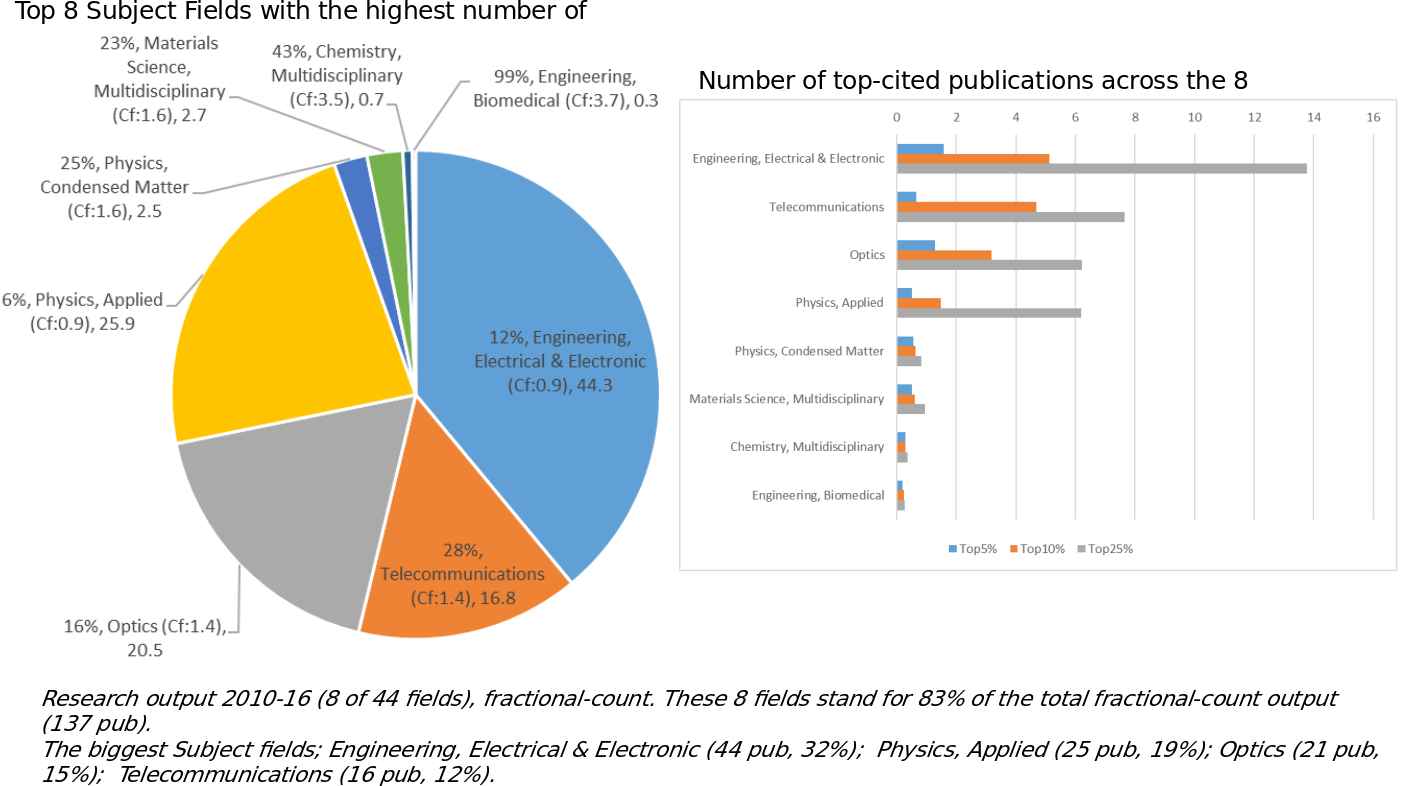 Top 8 Subject Fields with the highest number of
23%, Materials
Science,
Multidisciplinary
(Cf:1.6), 2.7
43%, Chemistry,
Multidisciplinary
(Cf:3.5), 0.7
99%, Engineering,
Biomedical (Cf:3.7), 0.3
25%, Physics,
Condensed Matter
(Cf:1.6), 2.5
6%, Physics, Applied
(Cf:0.9), 25.9
12%, Engineering,
Electrical & Electronic
(Cf:0.9), 44.3
28%,
Telecommunications
(Cf:1.4), 16.8
16%, Optics (Cf:1.4),
20.5
Number of top-cited publications across the 8
0 2 4 6 8 10 12 14 16
Engineering, Electrical & Electronic
Telecommunications
Optics
Physics, Applied
Physics, Condensed Matter
Materials Science, Multidisciplinary
Chemistry, Multidisciplinary
Engineering, Biomedical
Top5% Top10% Top25%
Research output 2010-16 (8 of 44 fields), fractional-count. These 8 fields stand for 83% of the total fractional-count output
(137 pub).
The biggest Subject fields; Engineering, Electrical & Electronic (44 pub, 32%);  Physics, Applied (25 pub, 19%); Optics (21 pub,
15%);  Telecommunications (16 pub, 12%).